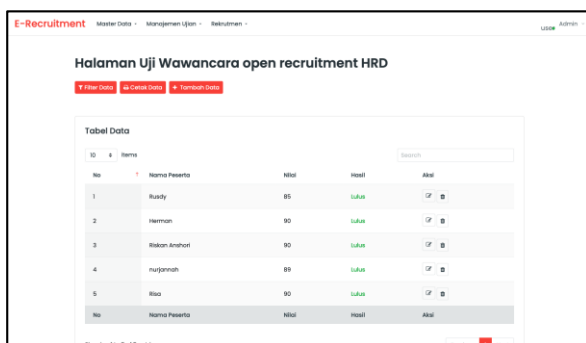 E-Recruitment Master Data Manajemen Ujian Rekrutmen Admin
Halaman Uji Wawancara open recruitment HRD
Filter Data Cetak Data + Tambah Data
Tabel Data
10 items Search
No Nama Peserta Nilai Hasil Aksi
1 Rusdy 85 Lulus
2 Herman 90 Lulus
3 Riskan Anshori 90 Lulus
4 nurjannah 89 Lulus
5 Risa 90 Lulus
No Nama Peserta Nilai Hasil Aksi